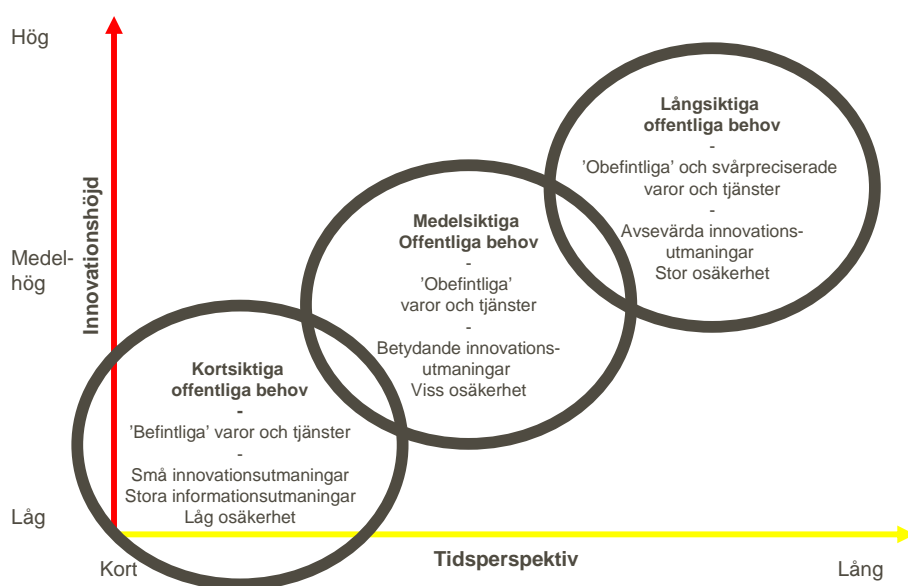 Hög
Långsiktiga
offentliga behov
-
'Obefintliga' och svårpreciserade
varor och tjänster
-
Avsevärda innovations-
utmaningar
Stor osäkerhet
Innovationshöjd
Medel-
hög
Medelsiktiga
Offentliga behov
-
'Obefintliga'
varor och tjänster
-
Betydande innovations-
utmaningar
Viss osäkerhet
Kortsiktiga
offentliga behov
-
'Befintliga' varor och tjänster
-
Små innovationsutmaningar
Stora informationsutmaningar
Låg osäkerhet
Låg
Kort
Tidsperspektiv
Lång